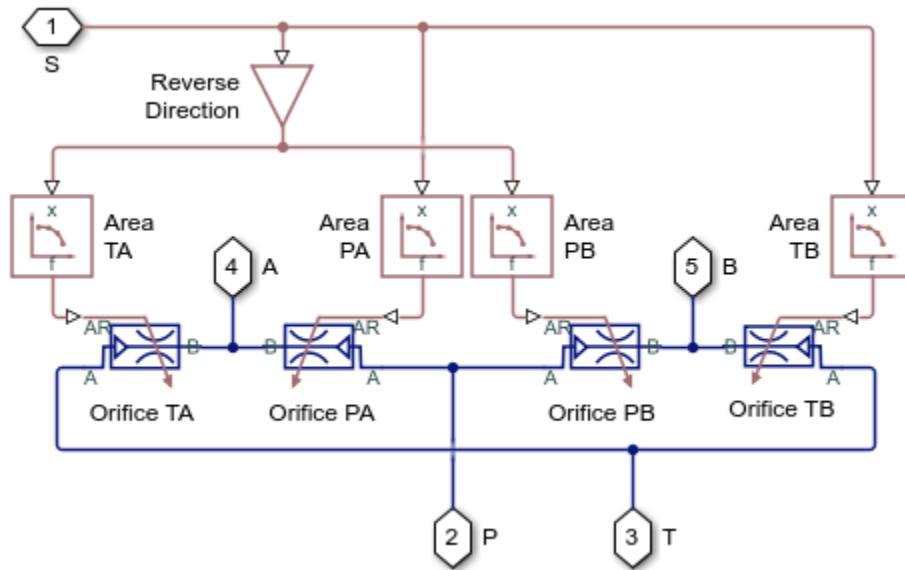 1
S
Reverse
Direction
x
f
Area
TA
x
f
Area
PA
x
f
Area
PB
x
f
Area
TB
4
A
5
B
AR
B
A
Orifice TA
AR
B
A
Orifice PA
AR
B
A
Orifice PB
AR
B
A
Orifice TB
2
P
3
T